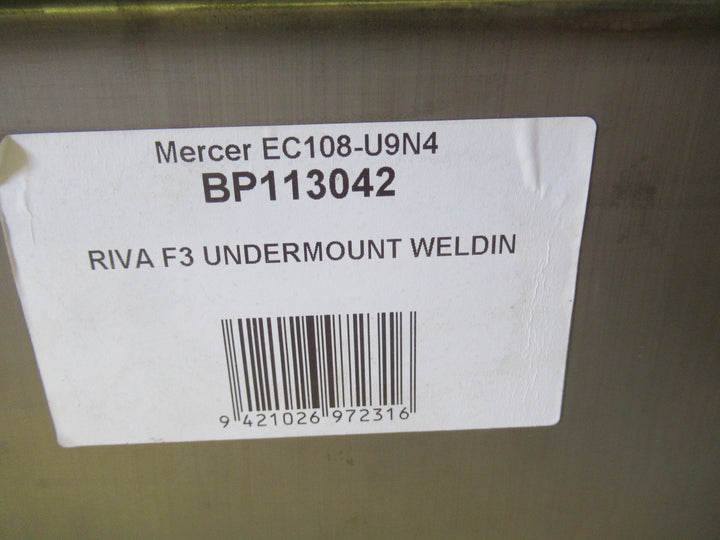 Mercer EC108-U9N4
BP113042
RIVA F3 UNDERMOUNT WELDIN
9 421026 972316